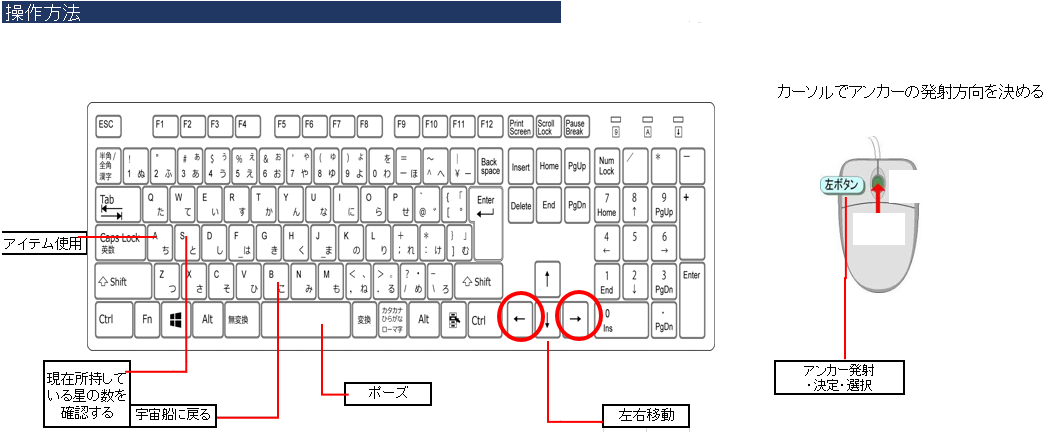 操作方法
カーソルでアンカーの発射方向を決める
ESC F1 F2 F3 F4 F5 F6 F7 F8 F9 F10 F11 F12 Print Screen Scroll Lock Pause Break 9 A ↓
半角/全角 漢字 ! 1 ぬ " 2 ふ # ぁ 3 あ $ ぅ 4 う % ぇ 5 え & ぉ 6 お ' ゃ 7 や ( ゅ 8 ゆ ) ょ 9 よ を 0 わ = - ほ ~ ^ へ | ¥ ー Back space Insert Home PgUp Num Lock / * －
Tab Q た W て E い R す T か Y ん U な I に O ら P せ ` @ ゛ { 「 [ ゜ Enter Delete End PgDn 7 Home 8 ↑ 9 PgUp +
左ボタン
アイテム使用
Caps Lock 英数 A ち S と D し F は G き H く J ま K の L り + ; れ * : け } 」 ] む 4 ← 5 6 →
Shift Z つ X さ C そ V ひ B こ N み M も < 、 , ね > 。 . る ? ・ / め _ \ ろ Shift ↑ 1 End 2 ↓ 3 PgDn Enter
Ctrl Fn Alt 無変換 変換 カタカナ ひらがな ローマ字 Alt Ctrl ← ↓ → 0 Ins . PgDn
現在所持して
いる星の数を
確認する
宇宙船に戻る
ポーズ
左右移動
アンカー発射
・決定・選択